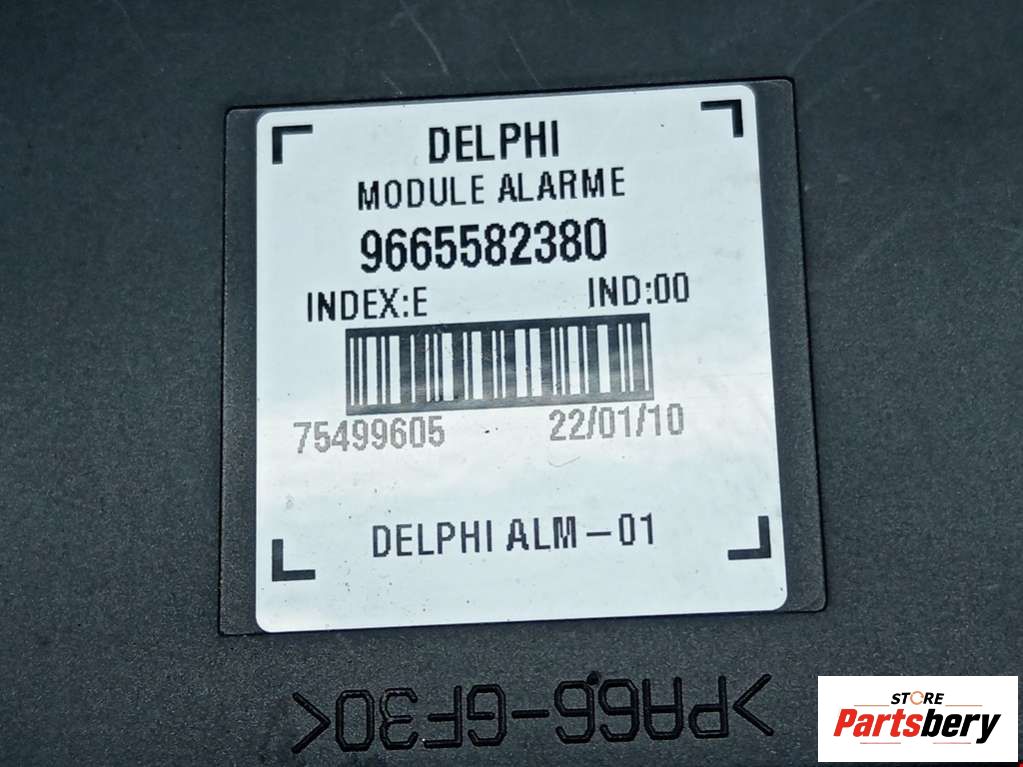 DELPHI
MODULE ALARME
9665582380
INDEX:E IND:00
75499605 22/01/10
DELPHI ALM-01
>PA66-GF30<
STORE
Partsbery